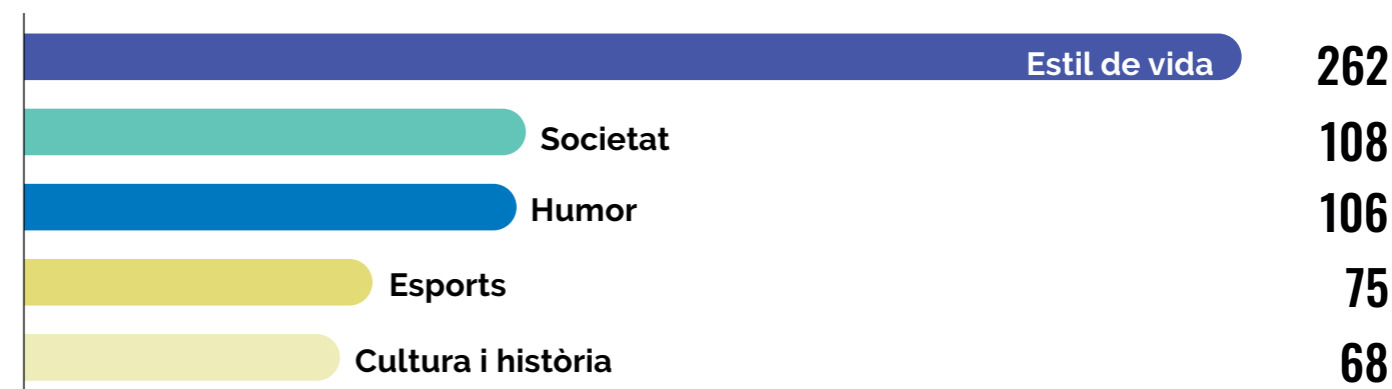 Estil de vida 262
Societat 108
Humor 106
Esports 75
Cultura i història 68